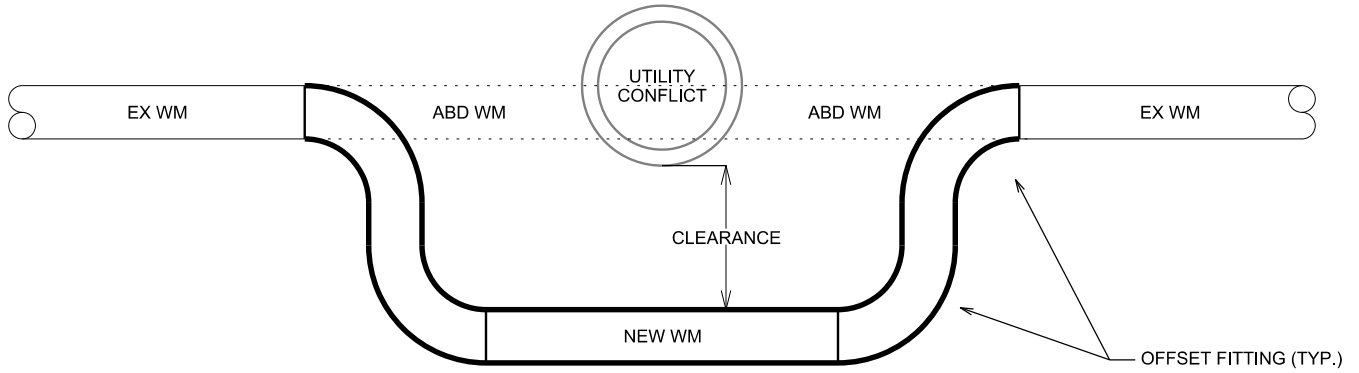 UTILITY
CONFLICT
EX WM
ABD WM
ABD WM
EX WM
CLEARANCE
NEW WM
OFFSET FITTING (TYP.)